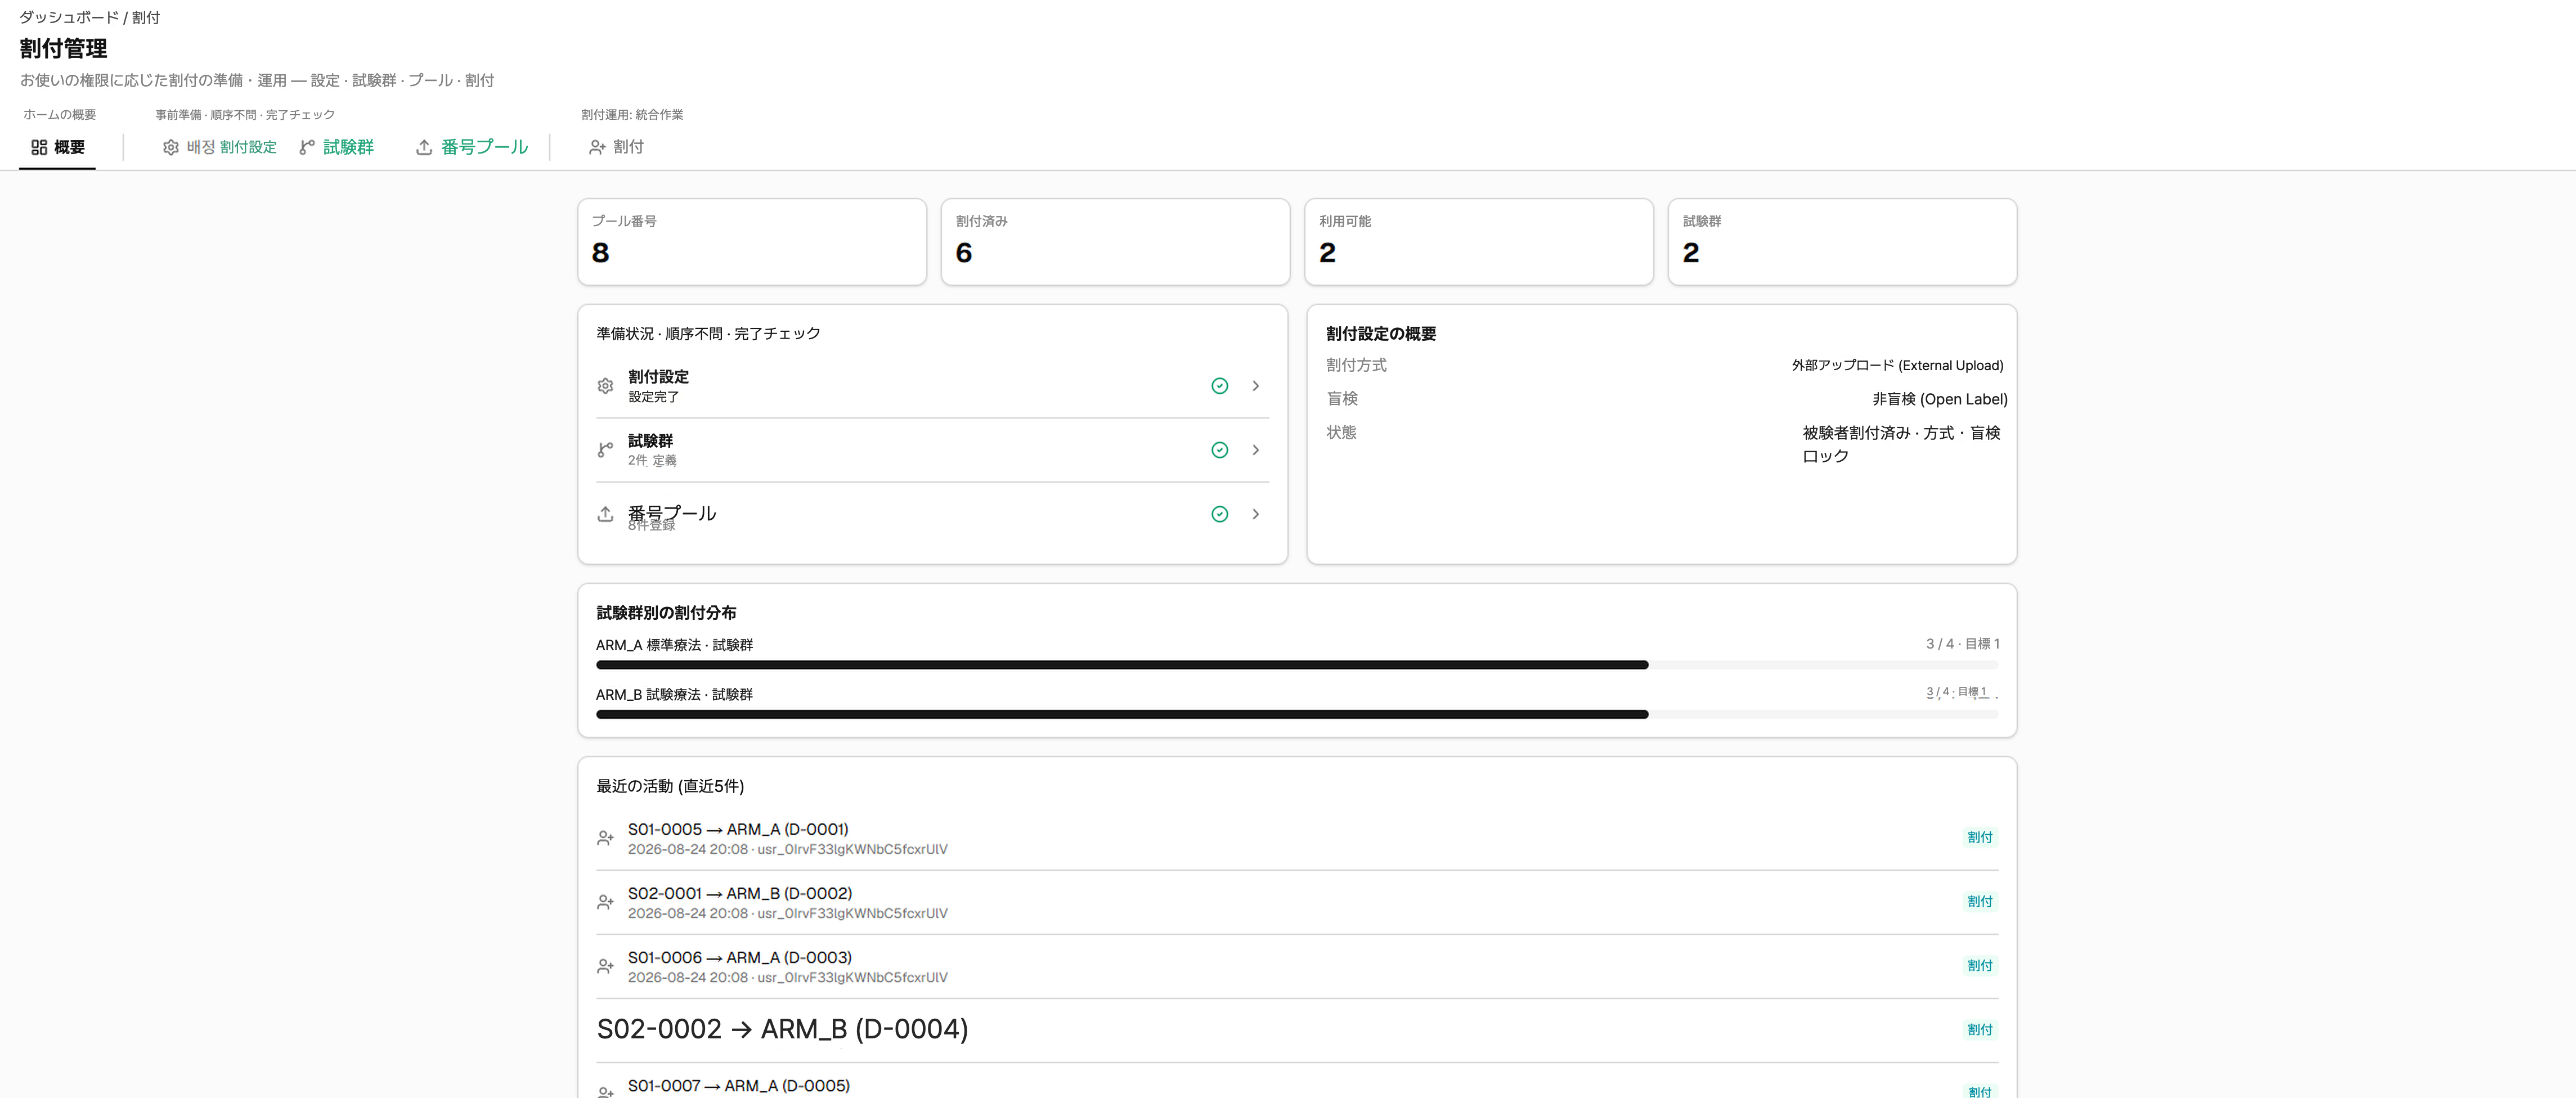 ダッシュボード / 割付
割付管理
お使いの権限に応じた割付の準備・運用 — 設定・試験群・プール・割付
ホームの概要
事前準備・順序不問・完了チェック
割付運用: 統合作業
概要
배정 割付設定
試験群
番号プール
割付
プール番号
8
割付済み
6
利用可能
2
試験群
2
準備状況・順序不問・完了チェック
割付設定
設定完了
試験群
2件 定義
番号プール
8件登録
割付設定の概要
割付方式
外部アップロード (External Upload)
盲検
非盲検 (Open Label)
状態
被験者割付済み・方式・盲検
ロック
試験群別の割付分布
ARM_A 標準療法・試験群
3 / 4・目標 1
ARM_B 試験療法・試験群
3 / 4・目標 1
最近の活動 (直近5件)
S01-0005 → ARM_A (D-0001)
2026-08-24 20:08 · usr_0IrvF33lgKWNbC5fcxrUlV
割付
S02-0001 → ARM_B (D-0002)
2026-08-24 20:08 · usr_0IrvF33lgKWNbC5fcxrUlV
割付
S01-0006 → ARM_A (D-0003)
2026-08-24 20:08 · usr_0IrvF33lgKWNbC5fcxrUlV
割付
S02-0002 → ARM_B (D-0004)
割付
S01-0007 → ARM_A (D-0005)
割付